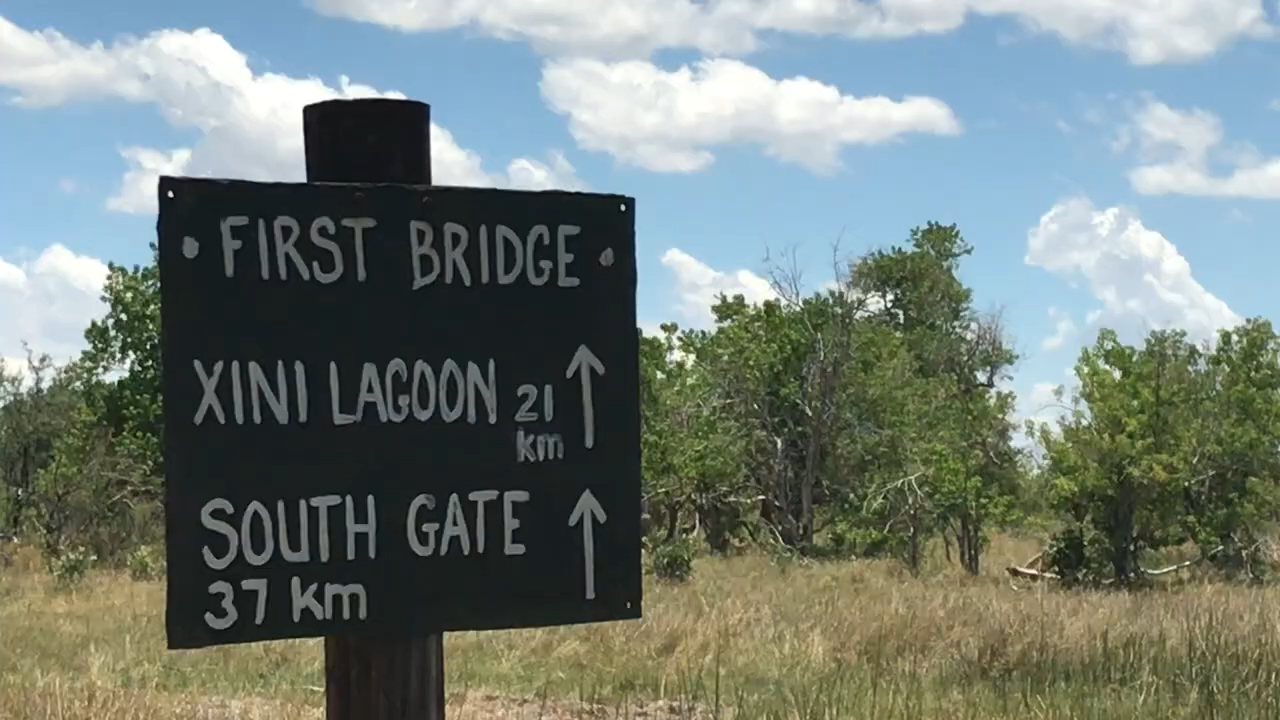 FIRST BRIDGE
XINI LAGOON 21 km ↑
SOUTH GATE ↑
37 km